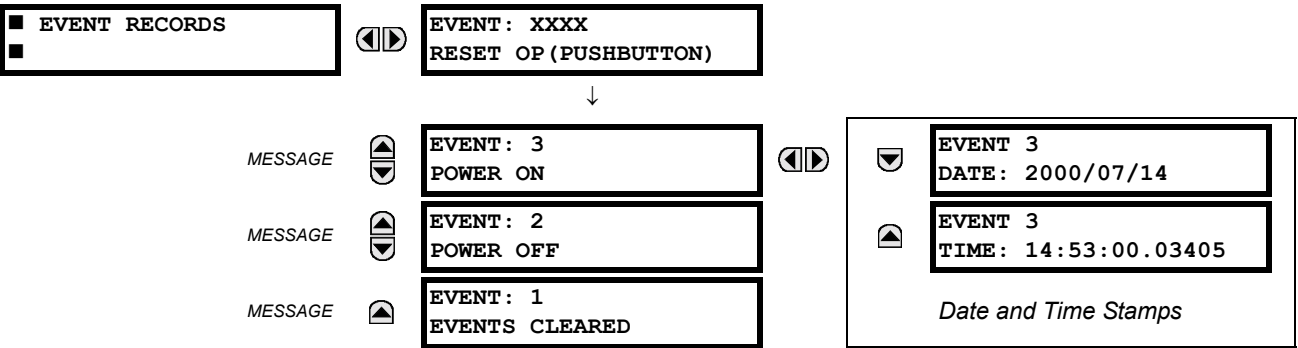 EVENT RECORDS
EVENT: XXXX
RESET OP(PUSHBUTTON)
↓
MESSAGE
EVENT: 3
POWER ON
EVENT 3
DATE: 2000/07/14
MESSAGE
EVENT: 2
POWER OFF
EVENT 3
TIME: 14:53:00.03405
MESSAGE
EVENT: 1
EVENTS CLEARED
Date and Time Stamps